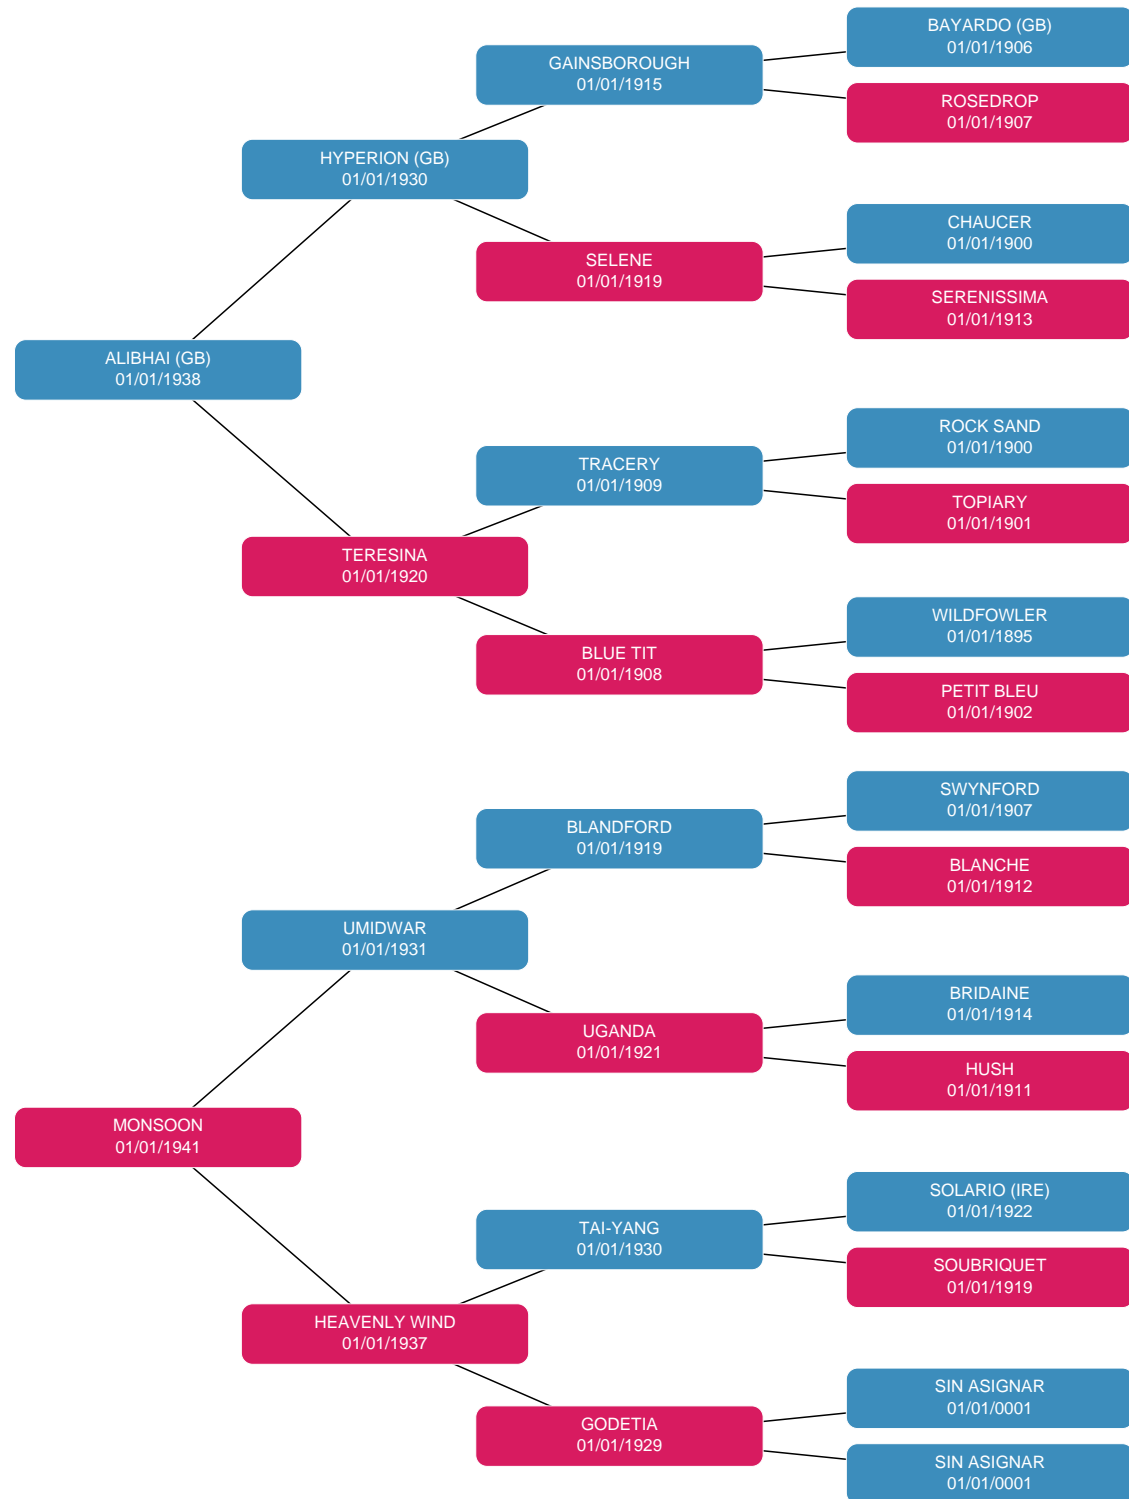 BAYARDO (GB)
01/01/1906
GAINSBOROUGH
01/01/1915
ROSEDROP
01/01/1907
HYPERION (GB)
01/01/1930
CHAUCER
01/01/1900
SELENE
01/01/1919
SERENISSIMA
01/01/1913
ALIBHAI (GB)
01/01/1938
ROCK SAND
01/01/1900
TRACERY
01/01/1909
TOPIARY
01/01/1901
TERESINA
01/01/1920
WILDFOWLER
01/01/1895
BLUE TIT
01/01/1908
PETIT BLEU
01/01/1902
SWYNFORD
01/01/1907
BLANDFORD
01/01/1919
BLANCHE
01/01/1912
UMIDWAR
01/01/1931
BRIDAINE
01/01/1914
UGANDA
01/01/1921
HUSH
01/01/1911
MONSOON
01/01/1941
SOLARIO (IRE)
01/01/1922
TAI-YANG
01/01/1930
SOUBRIQUET
01/01/1919
HEAVENLY WIND
01/01/1937
SIN ASIGNAR
01/01/0001
GODETIA
01/01/1929
SIN ASIGNAR
01/01/0001